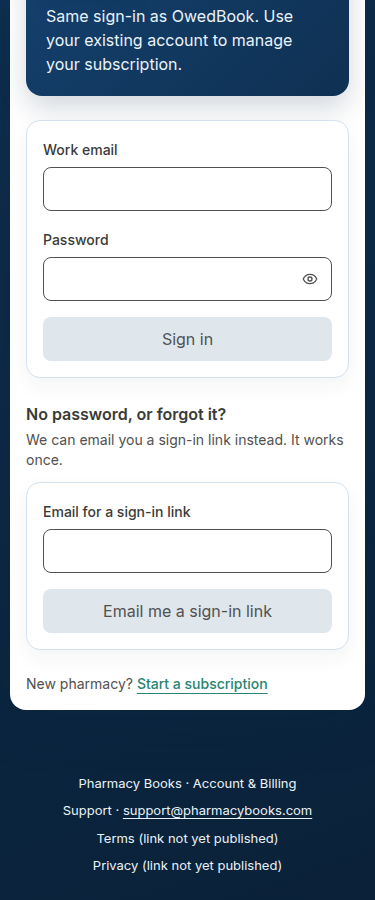 Same sign-in as OwedBook. Use
your existing account to manage
your subscription.
Work email
Password
Sign in
No password, or forgot it?
We can email you a sign-in link instead. It works
once.
Email for a sign-in link
Email me a sign-in link
New pharmacy? Start a subscription
Pharmacy Books · Account & Billing
Support · support@pharmacybooks.com
Terms (link not yet published)
Privacy (link not yet published)